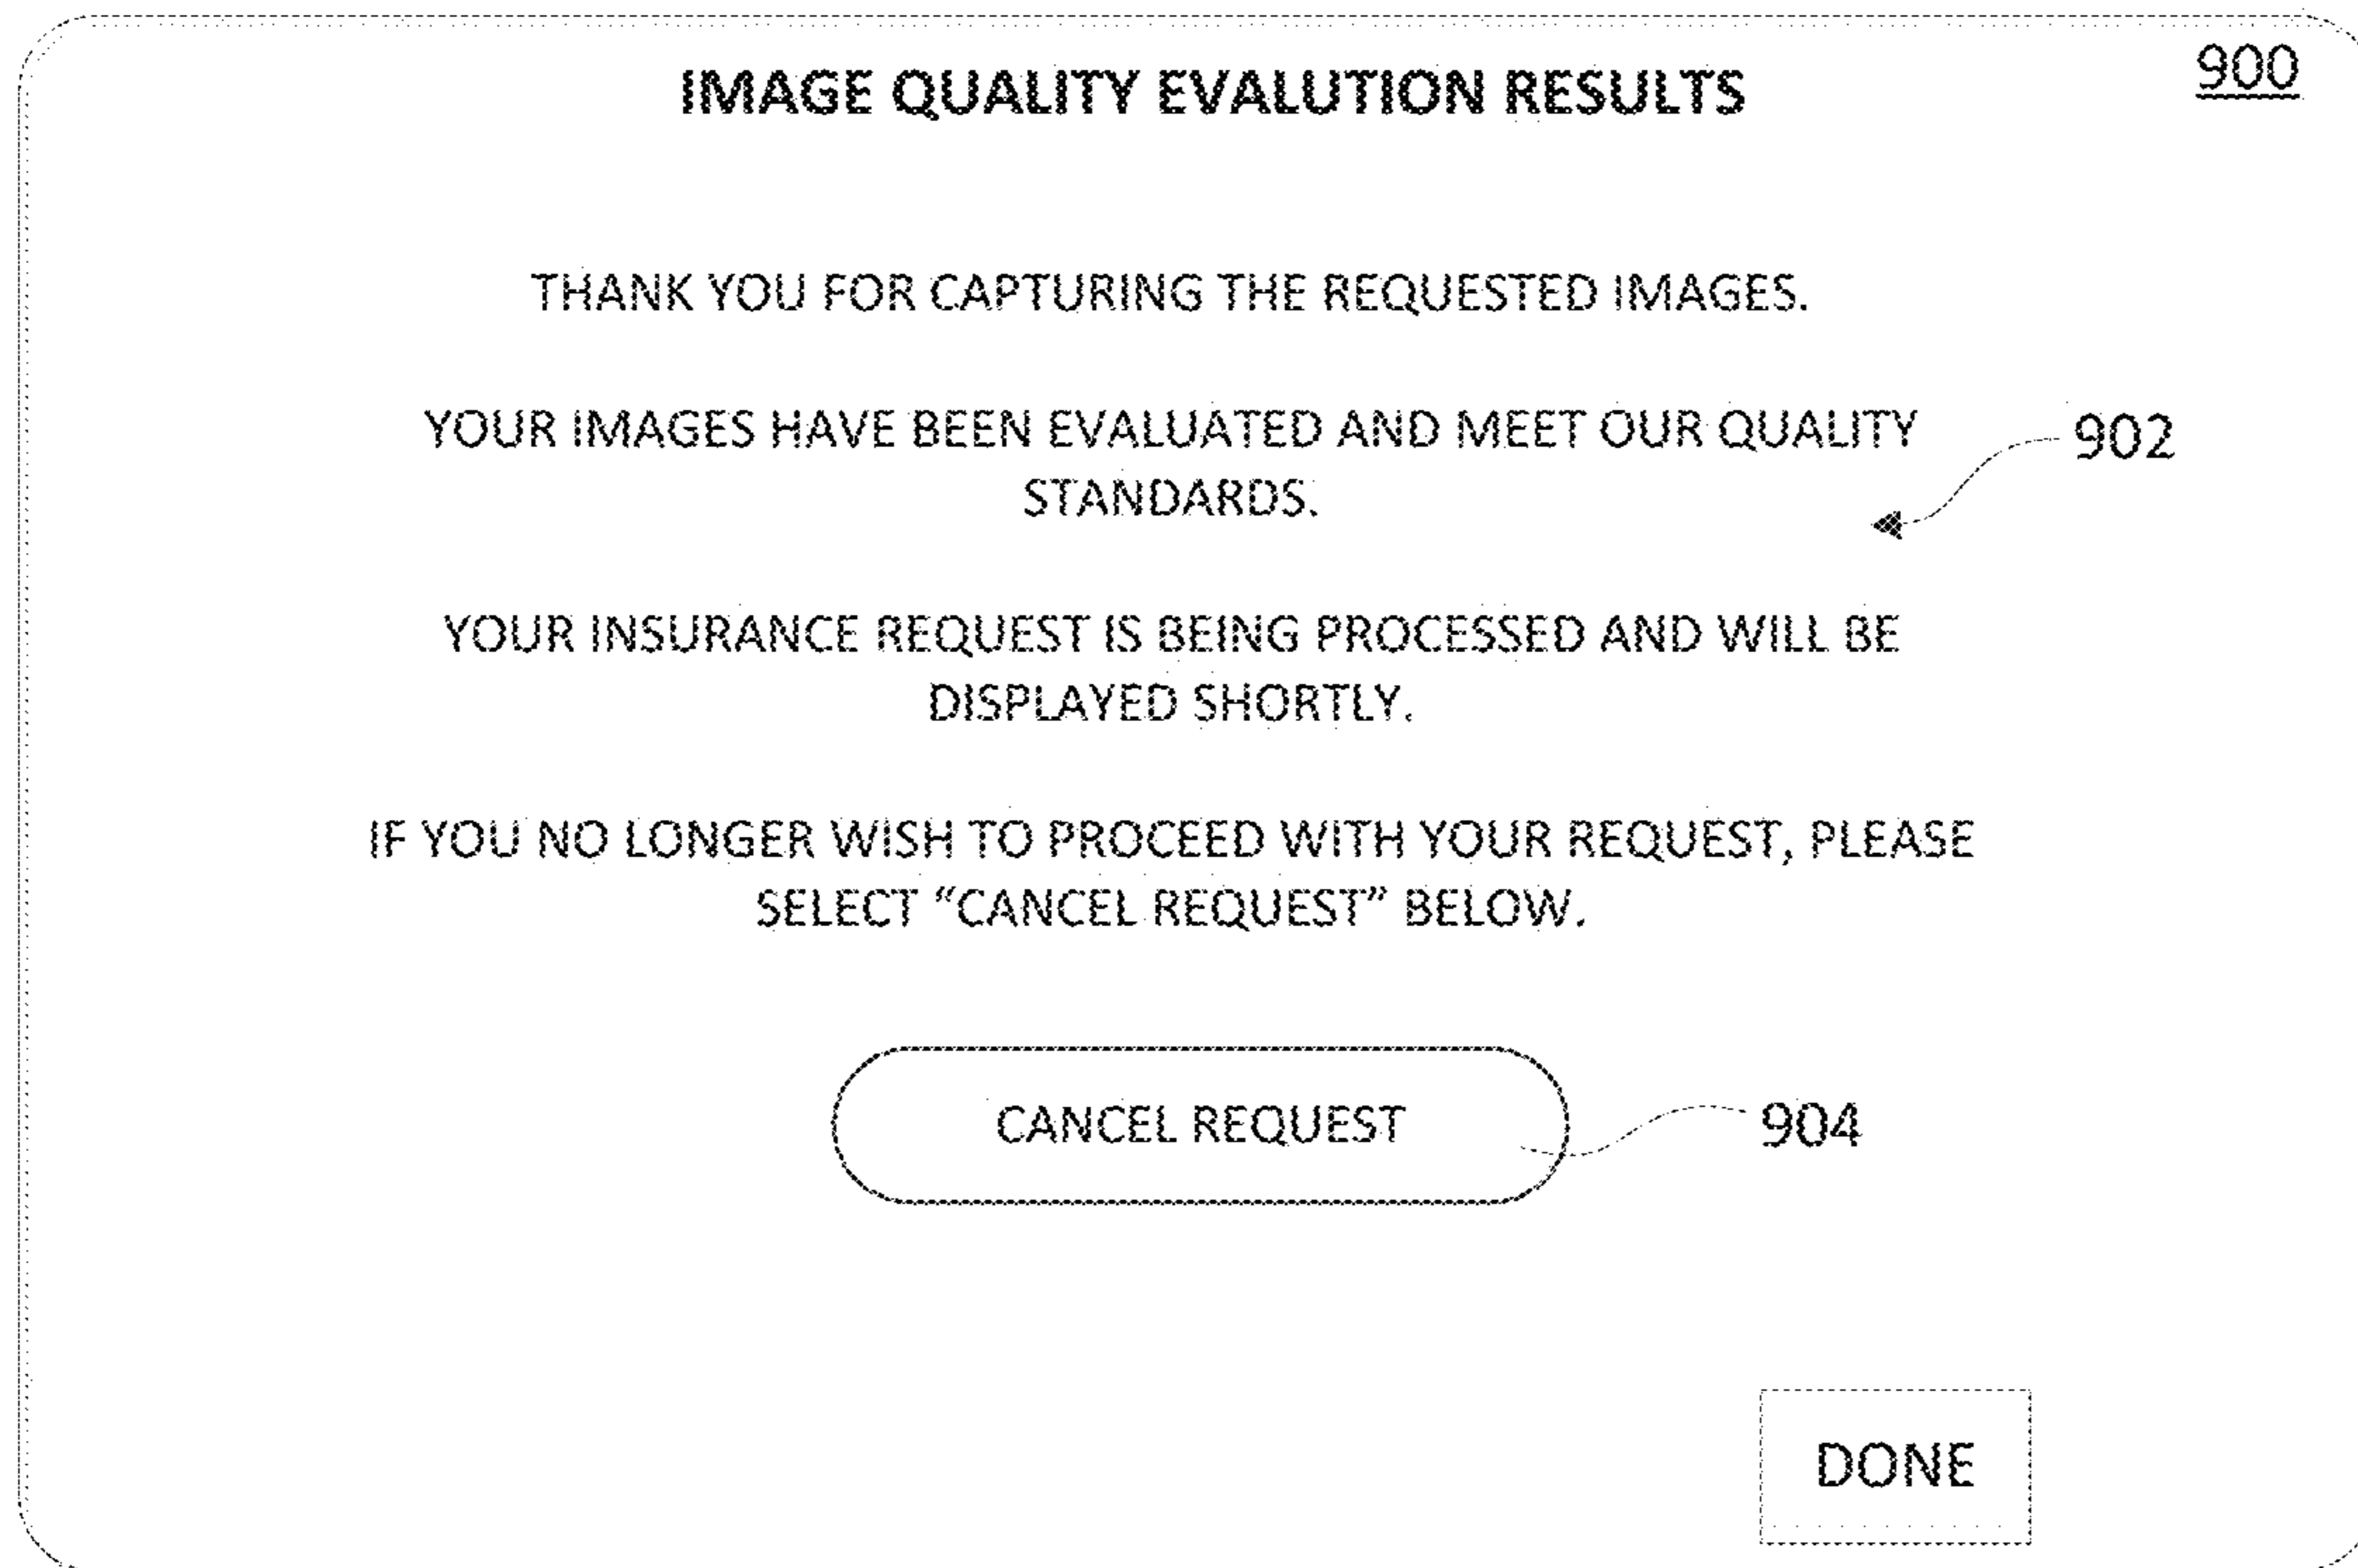 IMAGE QUALITY EVALUTION RESULTS
900
THANK YOU FOR CAPTURING THE REQUESTED IMAGES.
YOUR IMAGES HAVE BEEN EVALUATED AND MEET OUR QUALITY
902
STANDARDS.
YOUR INSURANCE REQUEST IS BEING PROCESSED AND WILL BE
DISPLAYED SHORTLY.
IF YOU NO LONGER WISH TO PROCEED WITH YOUR REQUEST, PLEASE
SELECT “CANCEL REQUEST” BELOW.
CANCEL REQUEST
904
DONE